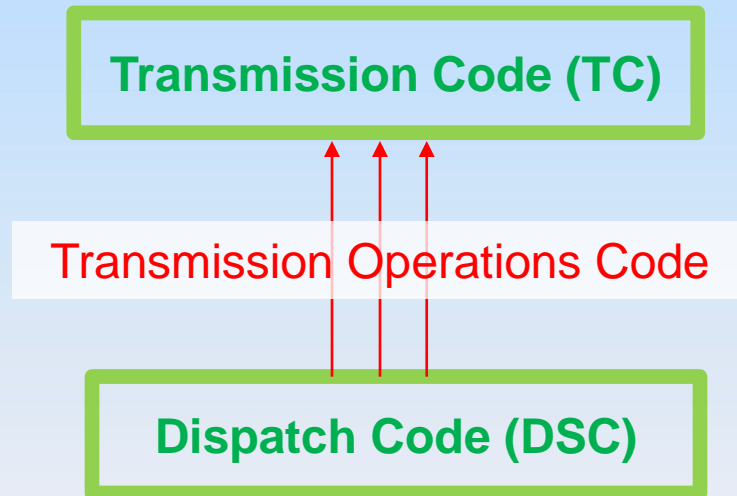 Transmission Code (TC)
Transmission Operations Code
Dispatch Code (DSC)